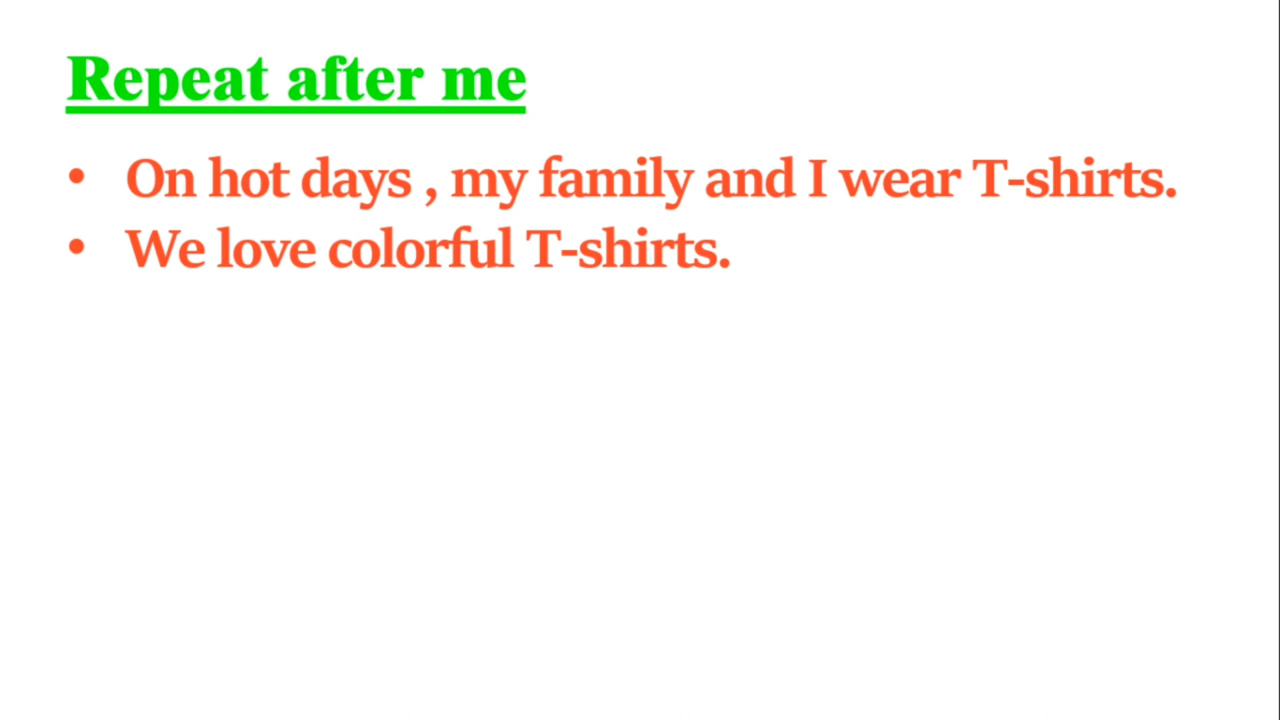 Repeat after me
• On hot days , my family and I wear T-shirts.
• We love colorful T-shirts.